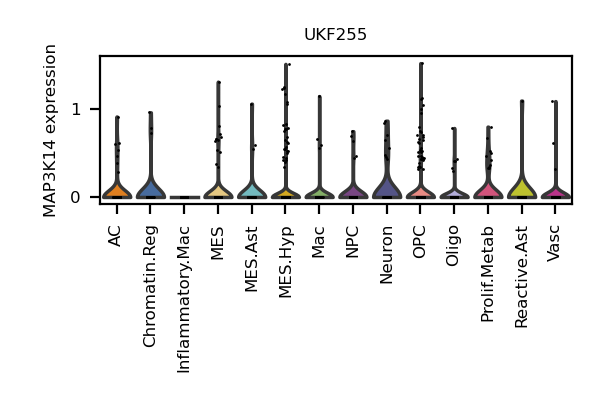 UKF255
MAP3K14 expression
1
0
AC
Chromatin.Reg
Inflammatory.Mac
MES
MES.Ast
MES.Hyp
Mac
NPC
Neuron
OPC
Oligo
Prolif.Metab
Reactive.Ast
Vasc